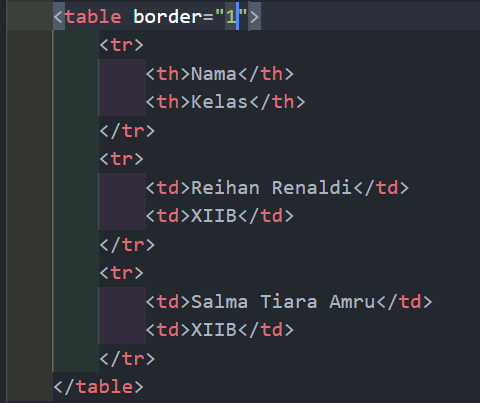 <table border="1">
<tr>
<th>Nama</th>
<th>Kelas</th>
</tr>
<tr>
<td>Reihan Renaldi</td>
<td>XIIB</td>
</tr>
<tr>
<td>Salma Tiara Amru</td>
<td>XIIB</td>
</tr>
</table>